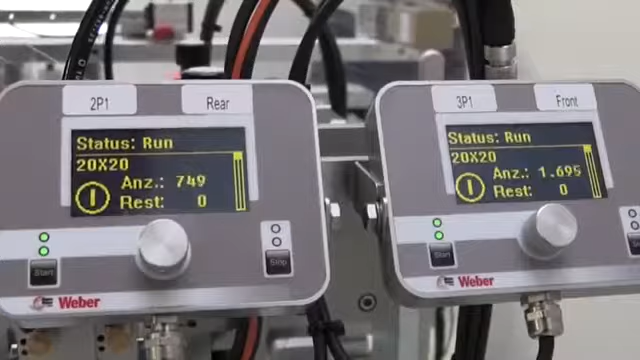 2P1
Rear
Status: Run
20X20
Anz.: 749
Rest: 0
Start
Stop
Weber
3P1
Front
Status: Run
20X20
Anz.: 1.695
Rest: 0
Start
Weber